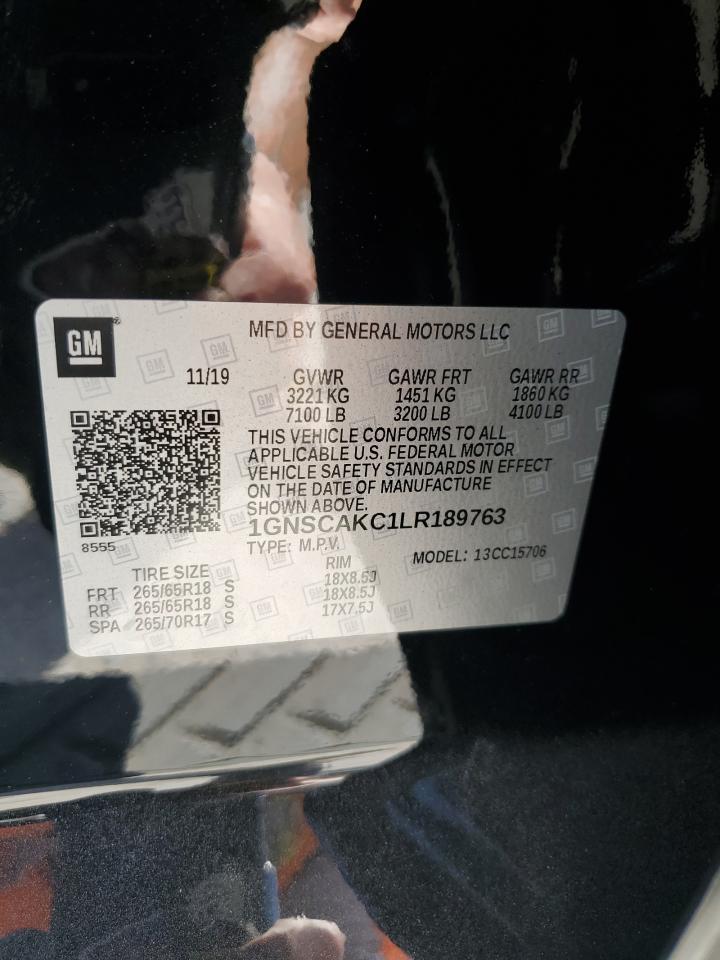 GM ®
MFD BY GENERAL MOTORS LLC
11/19 GVWR GAWR FRT GAWR RR
3221 KG 1451 KG 1860 KG
7100 LB 3200 LB 4100 LB
THIS VEHICLE CONFORMS TO ALL
APPLICABLE U.S. FEDERAL MOTOR
VEHICLE SAFETY STANDARDS IN EFFECT
ON THE DATE OF MANUFACTURE
SHOWN ABOVE.
1GNSCAKC1LR189763
8555
TYPE: M.P.V. MODEL: 13CC15706
TIRE SIZE RIM
FRT 265/65R18 S 18X8.5J
RR 265/65R18 S 18X8.5J
SPA 265/70R17 S 17X7.5J